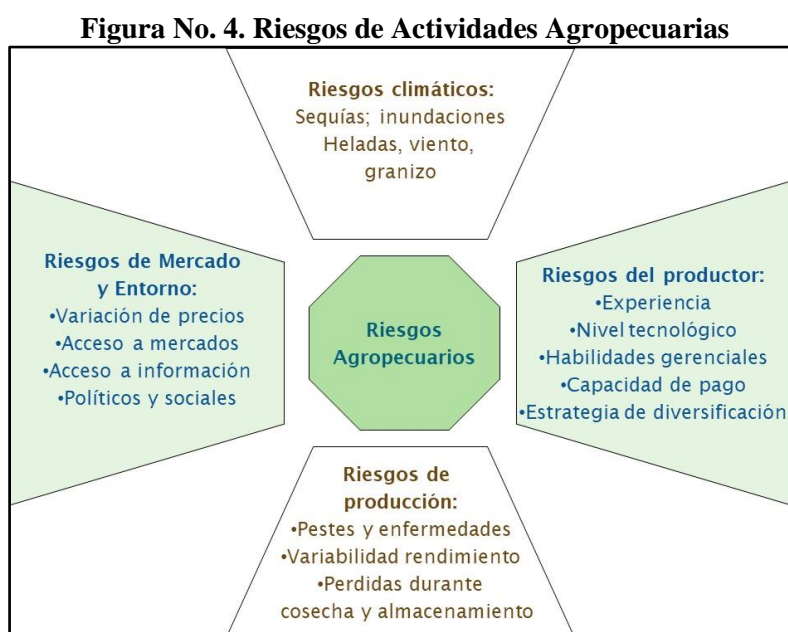 Figura No. 4. Riesgos de Actividades Agropecuarias
Riesgos climáticos:
Sequías; inundaciones
Heladas, viento,
granizo
Riesgos de Mercado
y Entorno:
•Variación de precios
•Acceso a mercados
•Acceso a información
•Políticos y sociales
Riesgos
Agropecuarios
Riesgos del productor:
•Experiencia
•Nivel tecnológico
•Habilidades gerenciales
•Capacidad de pago
•Estrategia de diversificación
Riesgos de
producción:
•Pestes y enfermedades
•Variabilidad rendimiento
•Perdidas durante
cosecha y almacenamiento